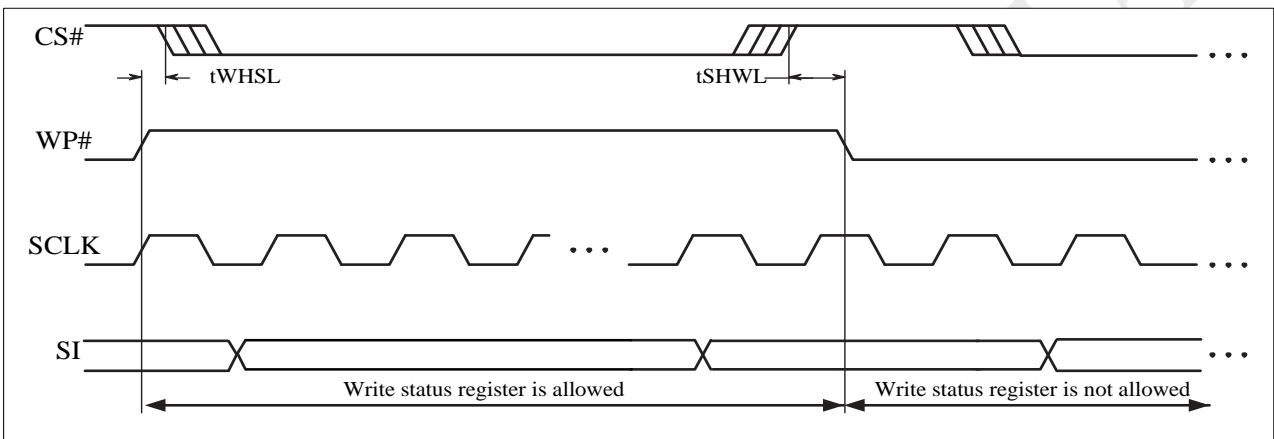 CS#
tWHSL
tSHWL
WP#
SCLK
SI
Write status register is allowed
Write status register is not allowed